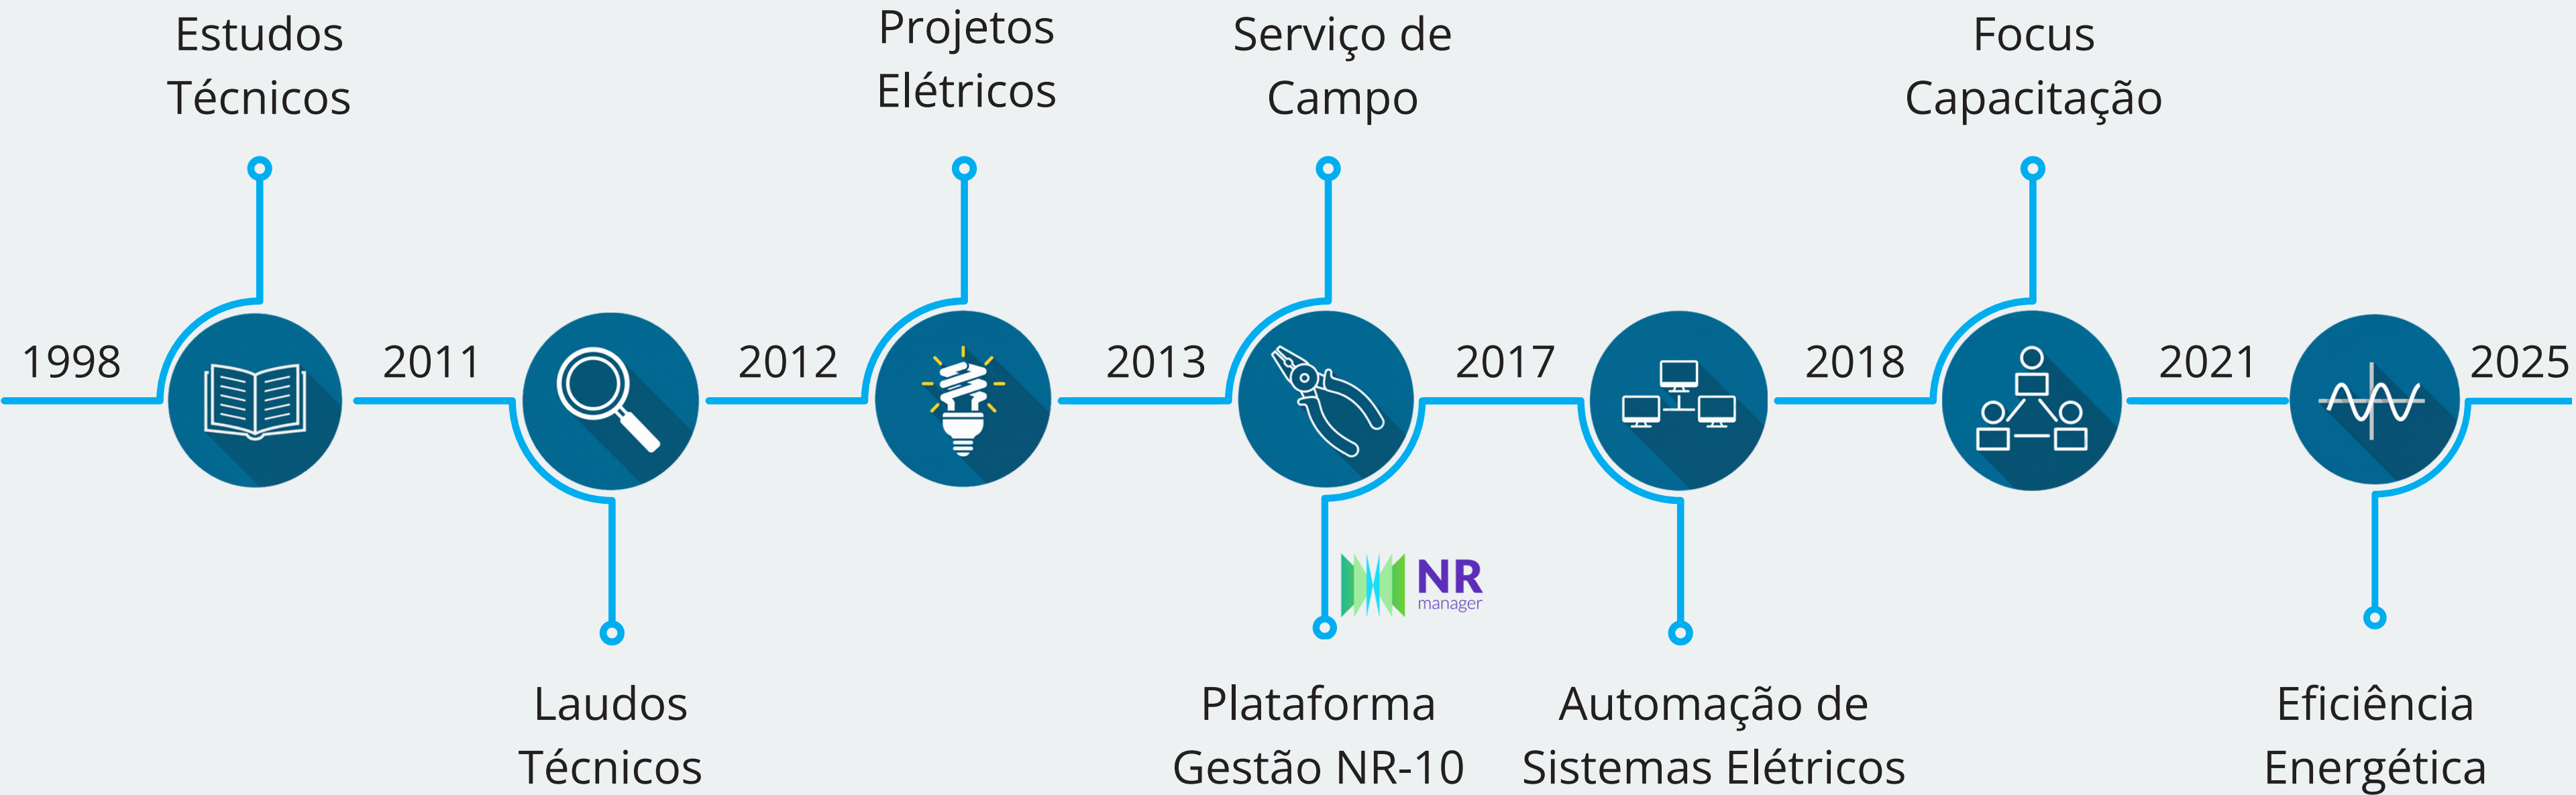 Estudos
Técnicos
Projetos
Elétricos
Serviço de
Campo
Focus
Capacitação
1998
2011
2012
2013
2017
2018
2021
2025
NR
manager
Laudos
Técnicos
Plataforma
Gestão NR-10
Automação de
Sistemas Elétricos
Eficiência
Energética